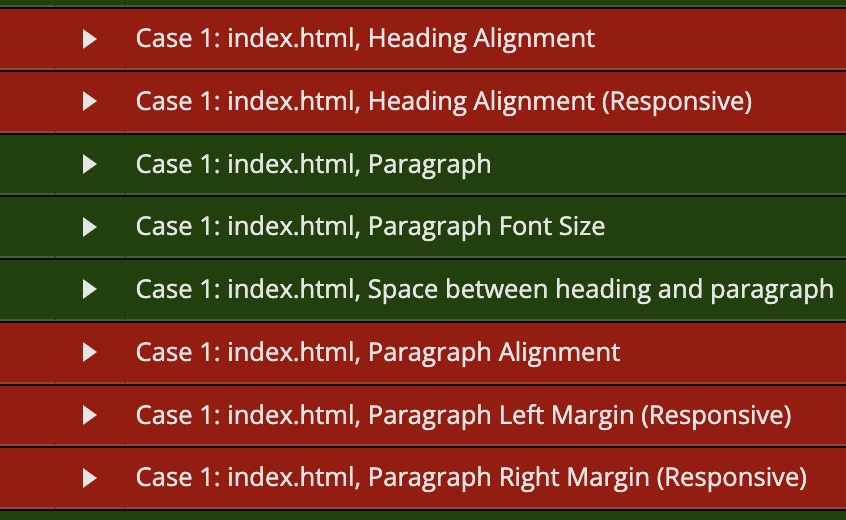 Case 1: index.html, Heading Alignment
Case 1: index.html, Heading Alignment (Responsive)
Case 1: index.html, Paragraph
Case 1: index.html, Paragraph Font Size
Case 1: index.html, Space between heading and paragraph
Case 1: index.html, Paragraph Alignment
Case 1: index.html, Paragraph Left Margin (Responsive)
Case 1: index.html, Paragraph Right Margin (Responsive)